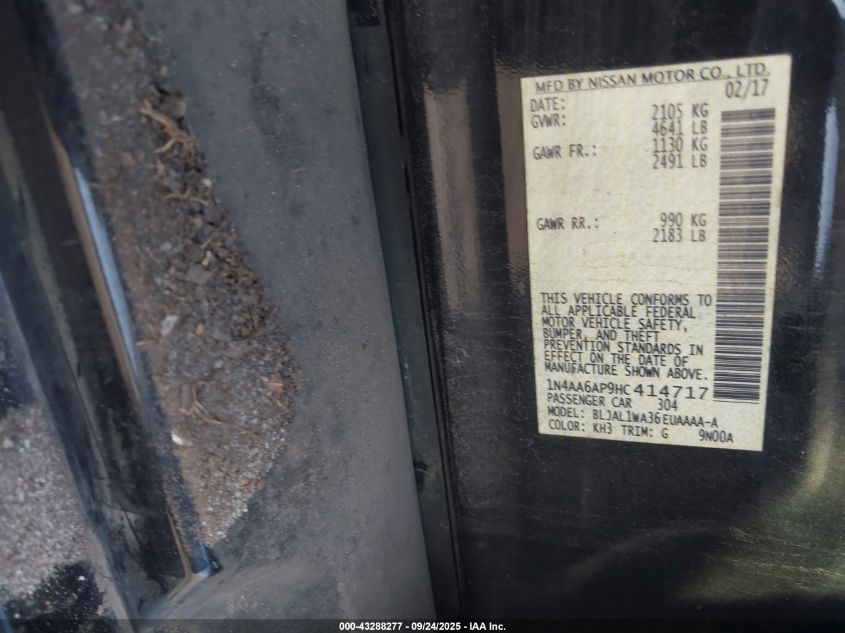 MFD BY NISSAN MOTOR CO., LTD.
DATE: 02/17
GVWR: 2105 KG
4641 LB
GAWR FR.: 1130 KG
2491 LB
GAWR RR.: 990 KG
2183 LB
THIS VEHICLE CONFORMS TO
ALL APPLICABLE FEDERAL
MOTOR VEHICLE SAFETY,
BUMPER, AND THEFT
PREVENTION STANDARDS IN
EFFECT ON THE DATE OF
MANUFACTURE SHOWN ABOVE.
1N4AA6AP9HC414717
PASSENGER CAR 304
MODEL: BLJAL1WA36EUAAAA-A
COLOR: KH3 TRIM: G 9N00A
000-43288277 - 09/24/2025 - IAA Inc.